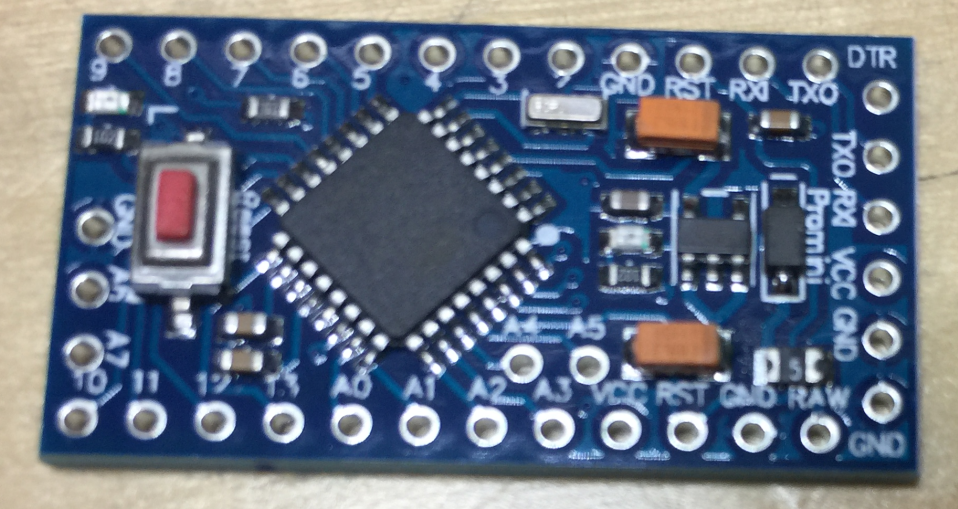 DTR
9 8 7 6 5 4 3 2 GND RST RXI TXO
L
TXO
RXI
VCC
GND
Promini
GND
A6
A7
Reset
A4 A5
10 11 12 13 A0 A1 A2 A3 VCC RST GND RAW
GND